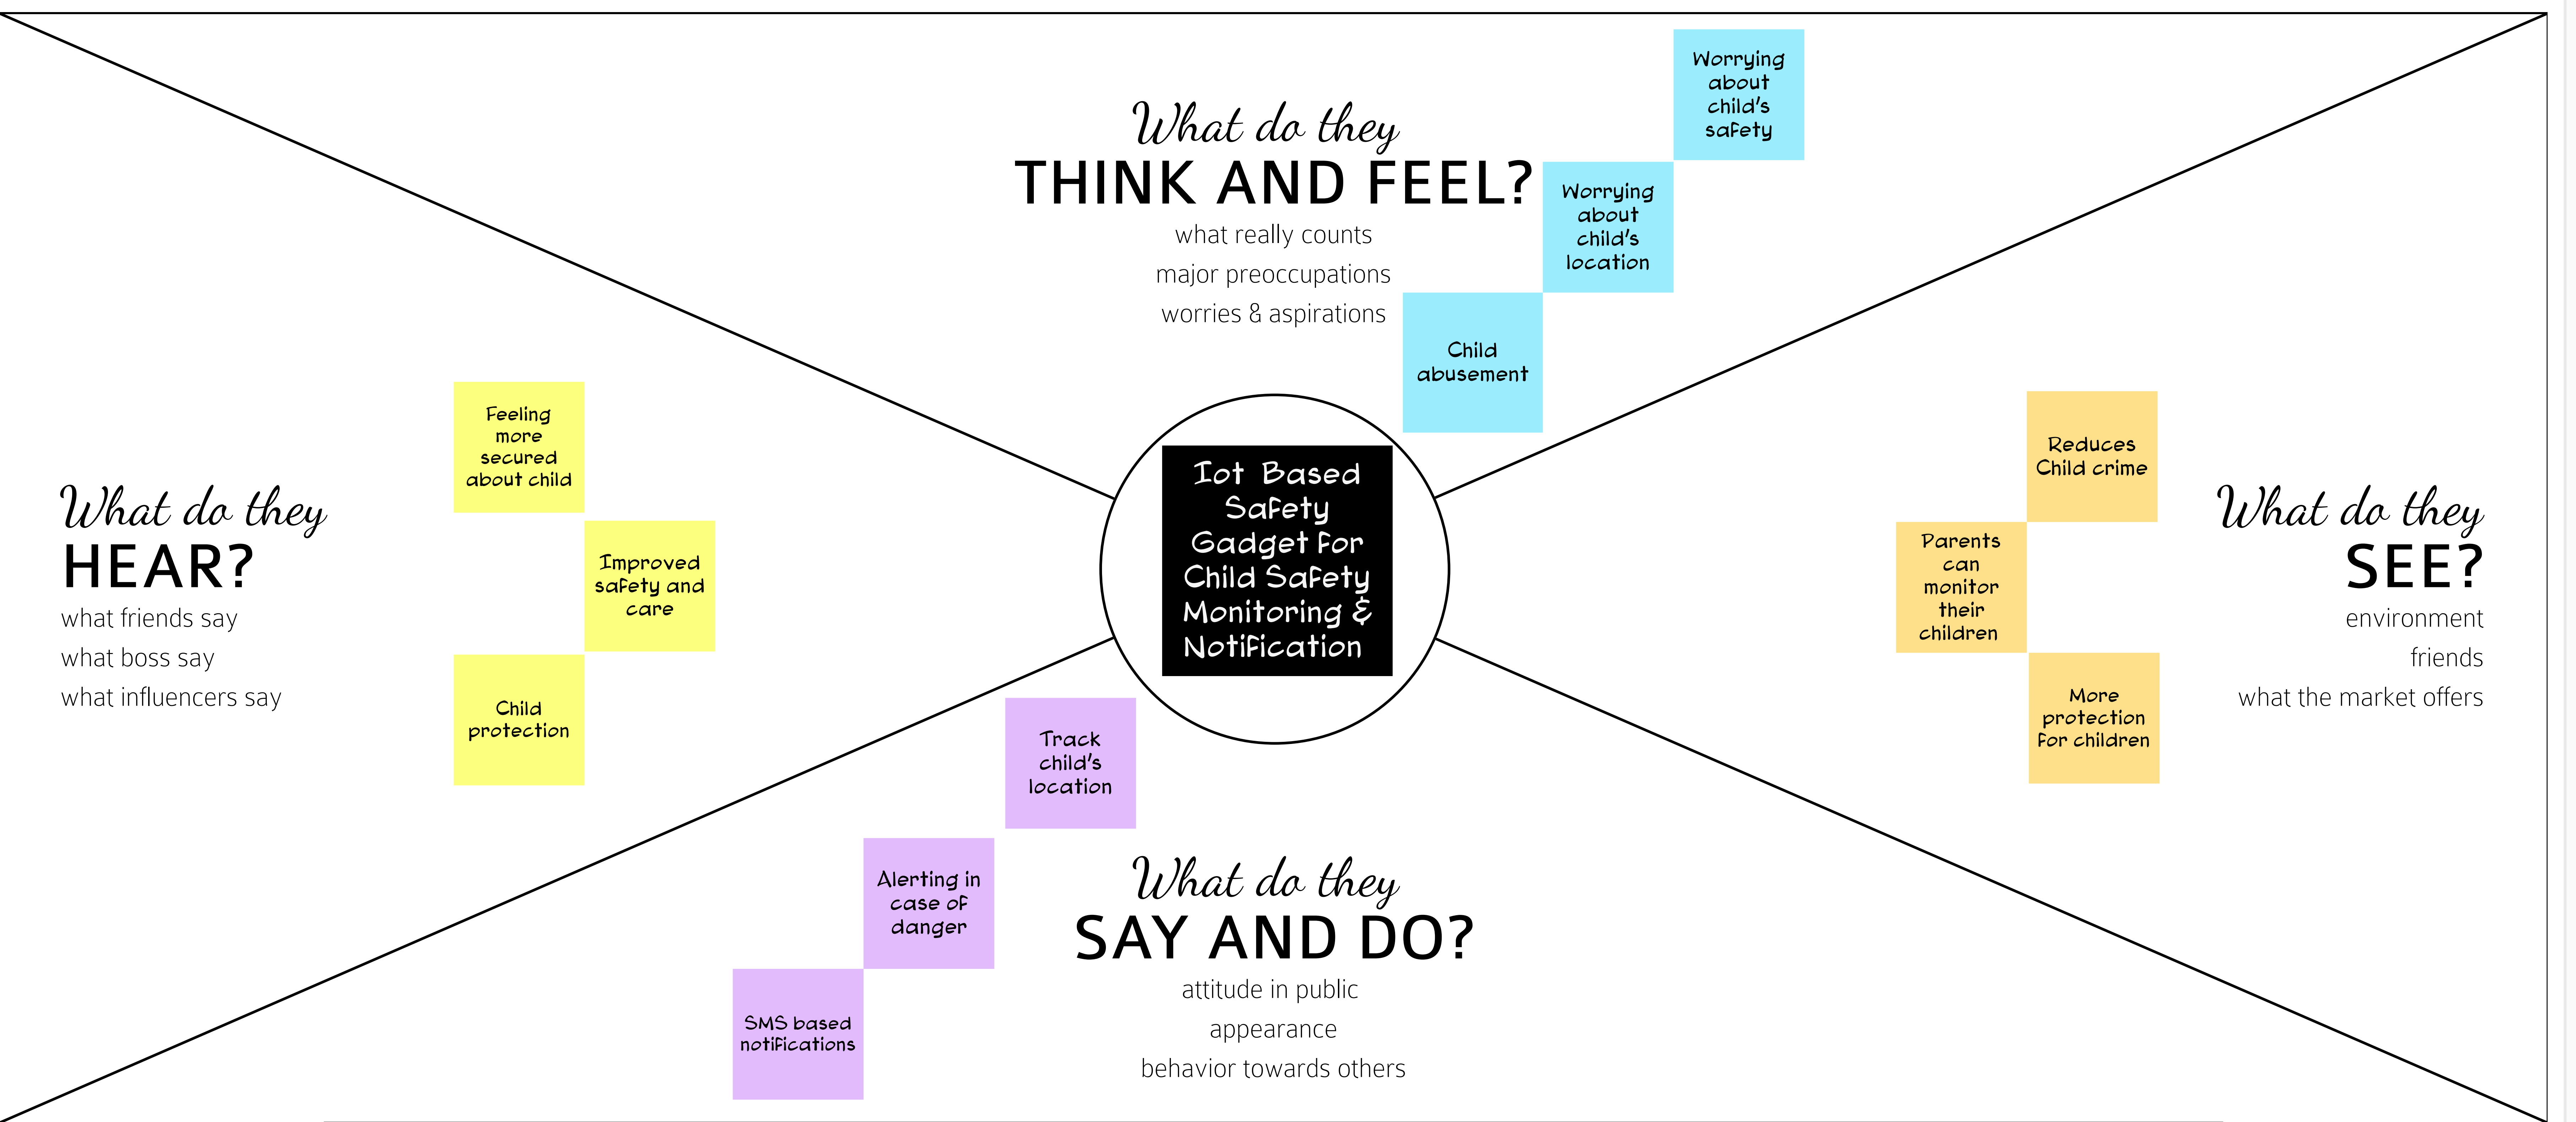 What do they
THINK AND FEEL?
what really counts
major preoccupations
worries & aspirations
Worrying
about
child's
safety
Worrying
about
child's
location
Child
abusement
What do they
HEAR?
what friends say
what boss say
what influencers say
Feeling
more
secured
about child
Improved
safety and
care
Child
protection
Iot Based
Safety
Gadget for
Child Safety
Monitoring &
Notification
Reduces
Child crime
Parents
can
monitor
their
children
More
protection
for children
What do they
SEE?
environment
friends
what the market offers
Track
child's
location
Alerting in
case of
danger
SMS based
notifications
What do they
SAY AND DO?
attitude in public
appearance
behavior towards others